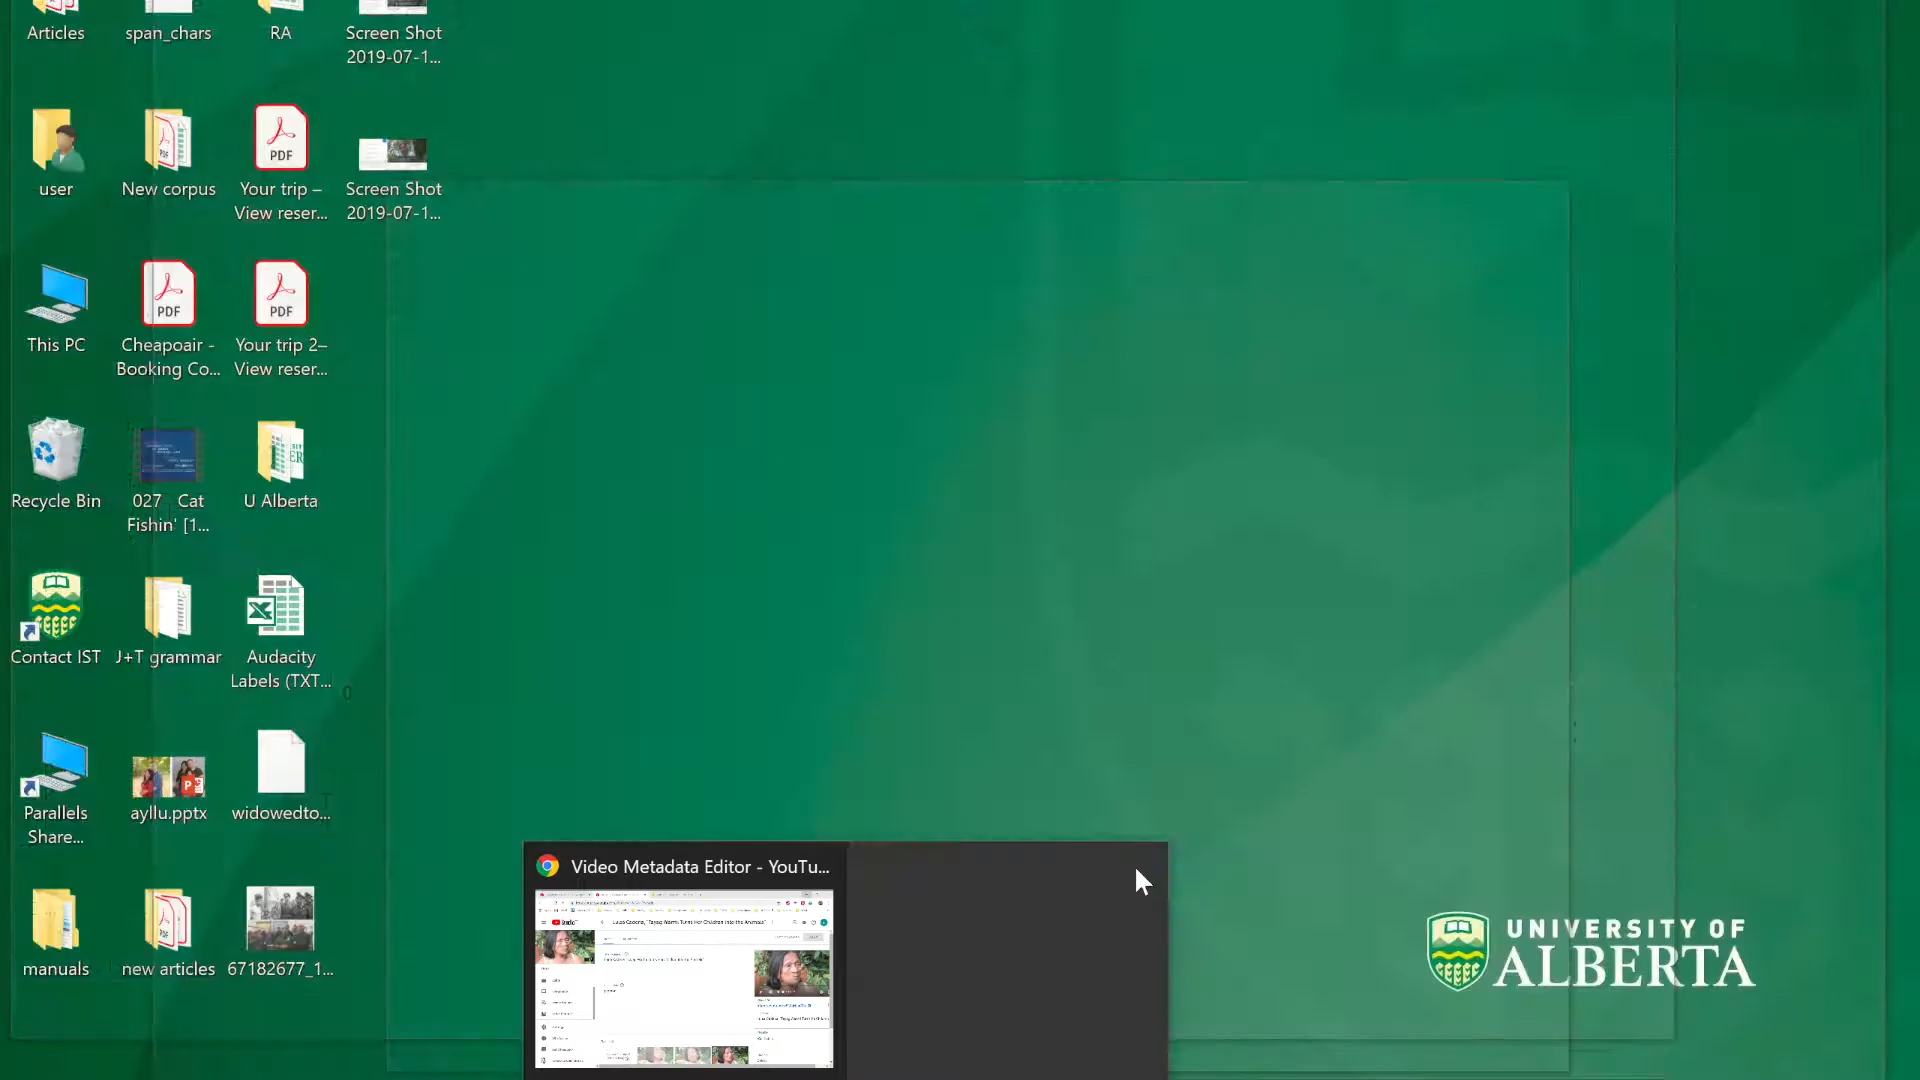 Articles
span_chars
RA
Screen Shot
2019-07-1...
user
New corpus
Your trip –
View reser...
Screen Shot
2019-07-1...
PDF
This PC
Cheapoair -
Booking Co...
Your trip 2–
View reser...
PDF
PDF
Recycle Bin
027 Cat
Fishin' [1...
U Alberta
Contact IST
J+T grammar
Audacity
Labels (TXT...
Parallels
Share...
ayllu.pptx
widowedto...
manuals
new articles
67182677_1...
Video Metadata Editor - YouTu...
UNIVERSITY OF
ALBERTA